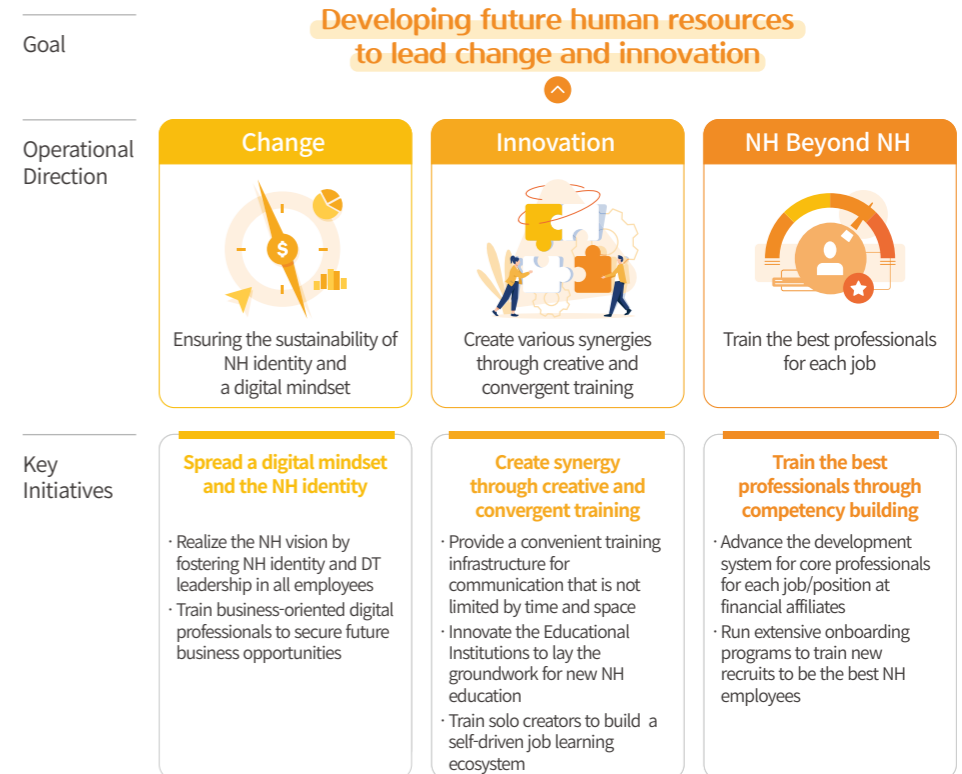 Goal
Developing future human resources
to lead change and innovation
Operational
Direction
Change
$
Ensuring the sustainability of
NH identity and
a digital mindset
Innovation
Create various synergies
through creative and
convergent training
NH Beyond NH
Train the best professionals
for each job
Key
Initiatives
Spread a digital mindset
and the NH identity
· Realize the NH vision by
fostering NH identity and DT
leadership in all employees
· Train business-oriented digital
professionals to secure future
business opportunities
Create synergy
through creative and
convergent training
· Provide a convenient training
infrastructure for
communication that is not
limited by time and space
· Innovate the Educational
Institutions to lay the
groundwork for new NH
education
· Train solo creators to build a
self-driven job learning
ecosystem
Train the best
professionals through
competency building
· Advance the development
system for core professionals
for each job/position at
financial affiliates
· Run extensive onboarding
programs to train new
recruits to be the best NH
employees